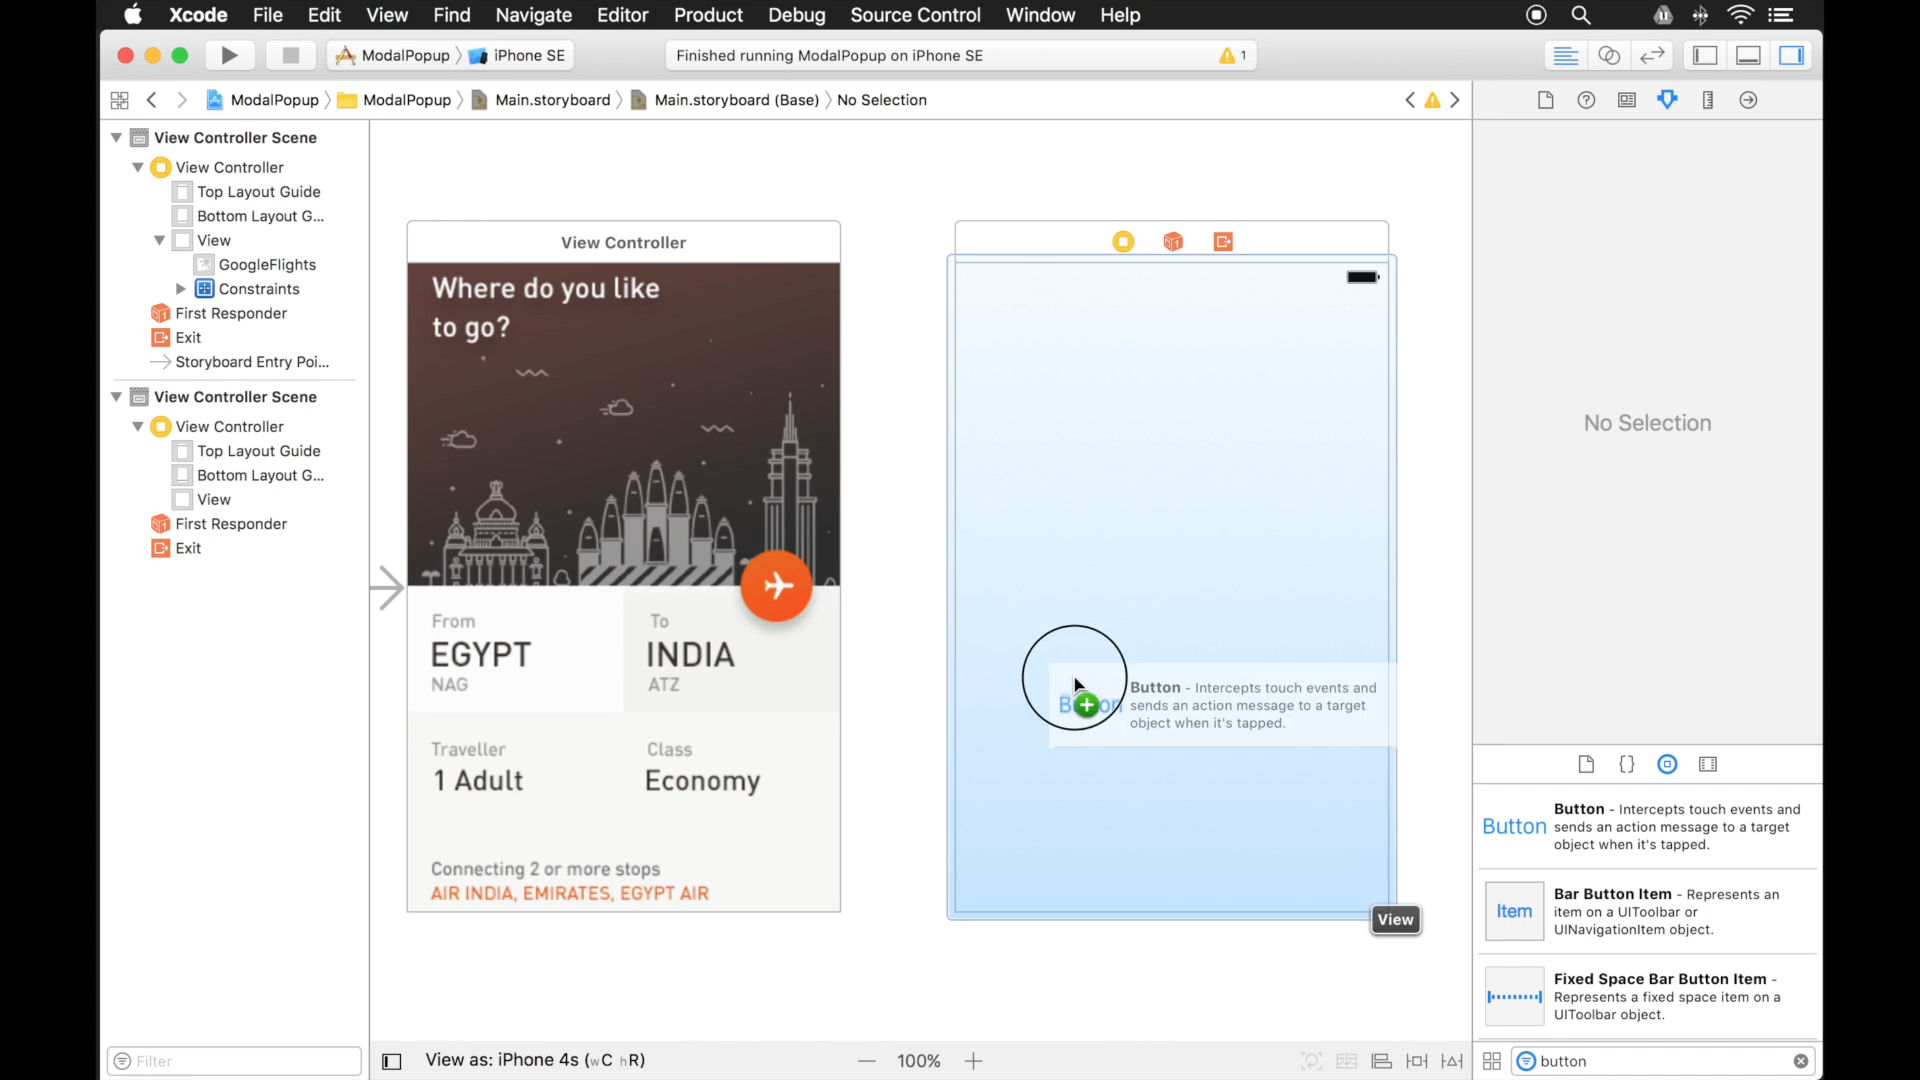 Xcode File Edit View Find Navigate Editor Product Debug Source Control Window Help
ModalPopup iPhone SE
Finished running ModalPopup on iPhone SE
1
ModalPopup ModalPopup Main.storyboard Main.storyboard (Base) No Selection
View Controller Scene
View Controller
Top Layout Guide
Bottom Layout G...
View
GoogleFlights
Constraints
First Responder
Exit
Storyboard Entry Poi...
View Controller Scene
View Controller
Top Layout Guide
Bottom Layout G...
View
First Responder
Exit
Filter
View Controller
Where do you like
to go?
From
EGYPT
NAG
To
INDIA
ATZ
Traveller
1 Adult
Class
Economy
Connecting 2 or more stops
AIR INDIA, EMIRATES, EGYPT AIR
Button - Intercepts touch events and
sends an action message to a target
object when it's tapped.
View
View as: iPhone 4s (wC hR)
100%
No Selection
Button
Button - Intercepts touch events and
sends an action message to a target
object when it's tapped.
Item
Bar Button Item - Represents an
item on a UIToolbar or
UINavigationItem object.
Fixed Space Bar Button Item -
Represents a fixed space item on a
UIToolbar object.
button